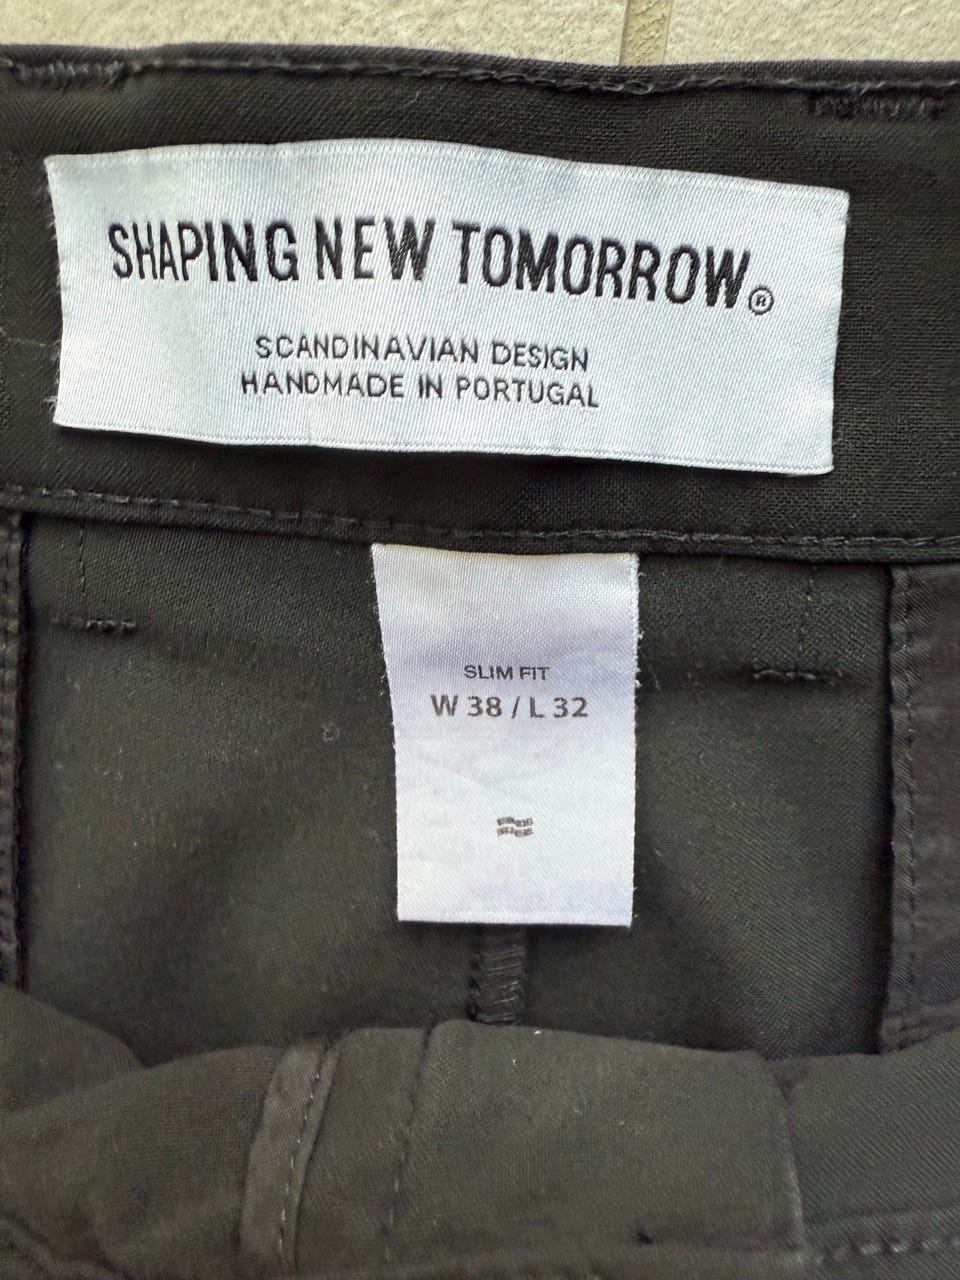 SHAPING NEW TOMORROW®
SCANDINAVIAN DESIGN
HANDMADE IN PORTUGAL
SLIM FIT
W 38 / L 32